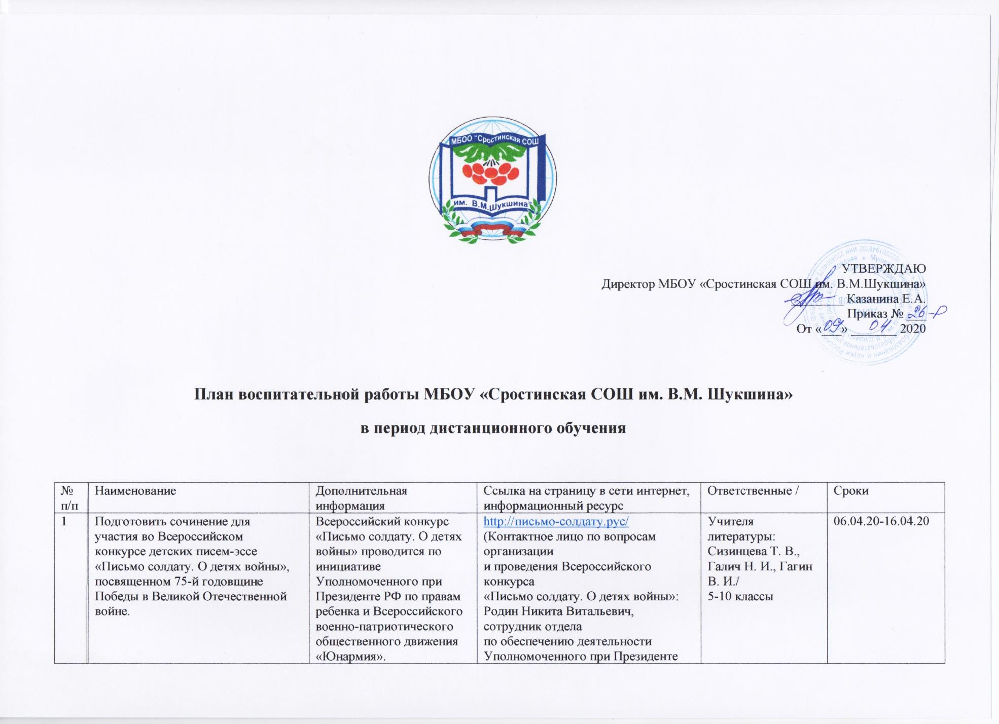 МБОО "Сростинская СОШ
им. В.М.Шукшина"
УТВЕРЖДАЮ
Директор МБОУ «Сростинская СОШ им. В.М.Шукшина»
Казанина Е.А.
Приказ № 26-р
От «09» 04 2020
План воспитательной работы МБОУ «Сростинская СОШ им. В.М. Шукшина»
в период дистанционного обучения
№ п/п
Наименование
Дополнительная
информация
Ссылка на страницу в сети интернет,
информационный ресурс
Ответственные /
Сроки
1
Подготовить сочинение для
участия во Всероссийском
конкурсе детских писем-эссе
«Письмо солдату. О детях войны»,
посвященном 75-й годовщине
Победы в Великой Отечественной
войне.
Всероссийский конкурс
«Письмо солдату. О детях
войны» проводится по
инициативе
Уполномоченного при
Президенте РФ по правам
ребенка и Всероссийского
военно-патриотического
общественного движения
«Юнармия».
http://письмо-солдату.рус/
(Контактное лицо по вопросам
организации
и проведения Всероссийского
конкурса
«Письмо солдату. О детях войны»:
Родин Никита Витальевич,
сотрудник отдела
по обеспечению деятельности
Уполномоченного при Президенте
Учителя
литературы:
Сизинцева Т. В.,
Галич Н. И., Гагин
В. И./
5-10 классы
06.04.20-16.04.20